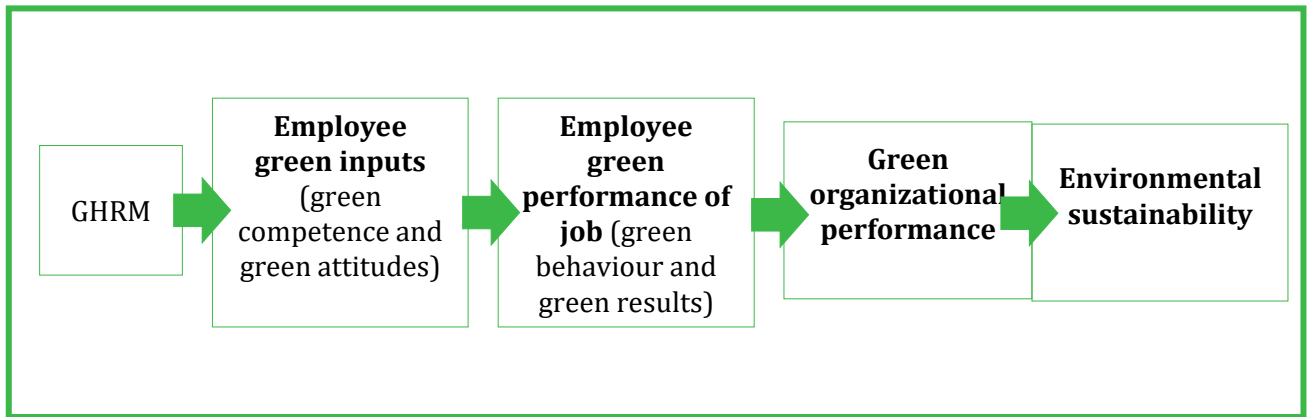 GHRM
Employee
green inputs
(green
competence and
green attitudes)
Employee
green
performance of
job (green
behaviour and
green results)
Green
organizational
performance
Environmental
sustainability